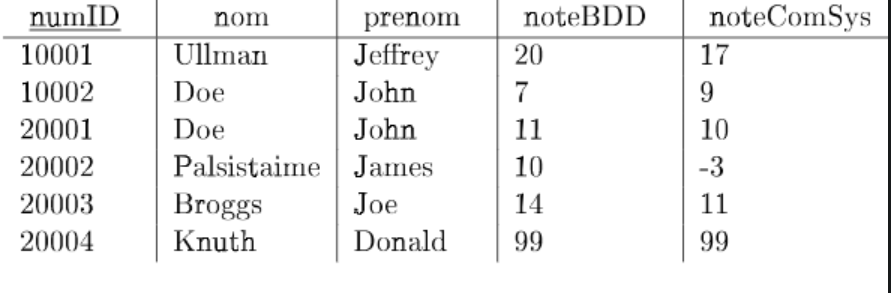 numID nom prenom noteBDD noteComSys
10001 Ullman Jeffrey 20 17
10002 Doe John 7 9
20001 Doe John 11 10
20002 Palsistaime James 10 -3
20003 Broggs Joe 14 11
20004 Knuth Donald 99 99